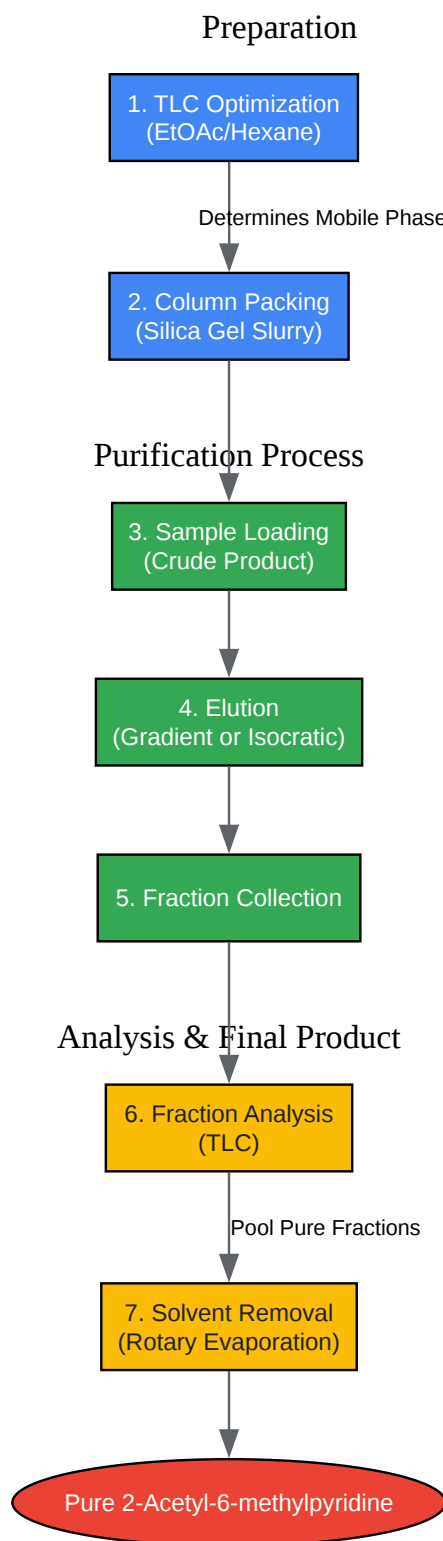 Preparation
1. TLC Optimization
(EtOAc/Hexane)
Determines Mobile Phase
2. Column Packing
(Silica Gel Slurry)
Purification Process
3. Sample Loading
(Crude Product)
4. Elution
(Gradient or Isocratic)
5. Fraction Collection
Analysis & Final Product
6. Fraction Analysis
(TLC)
Pool Pure Fractions
7. Solvent Removal
(Rotary Evaporation)
Pure 2-Acetyl-6-methylpyridine